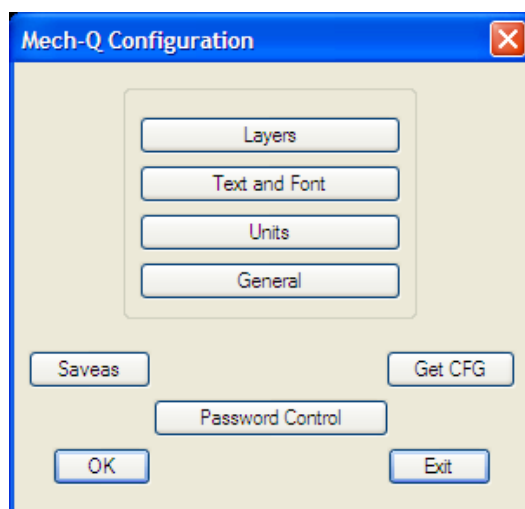 Mech-Q Configuration
Layers
Text and Font
Units
General
Saveas Get CFG
Password Control
OK Exit